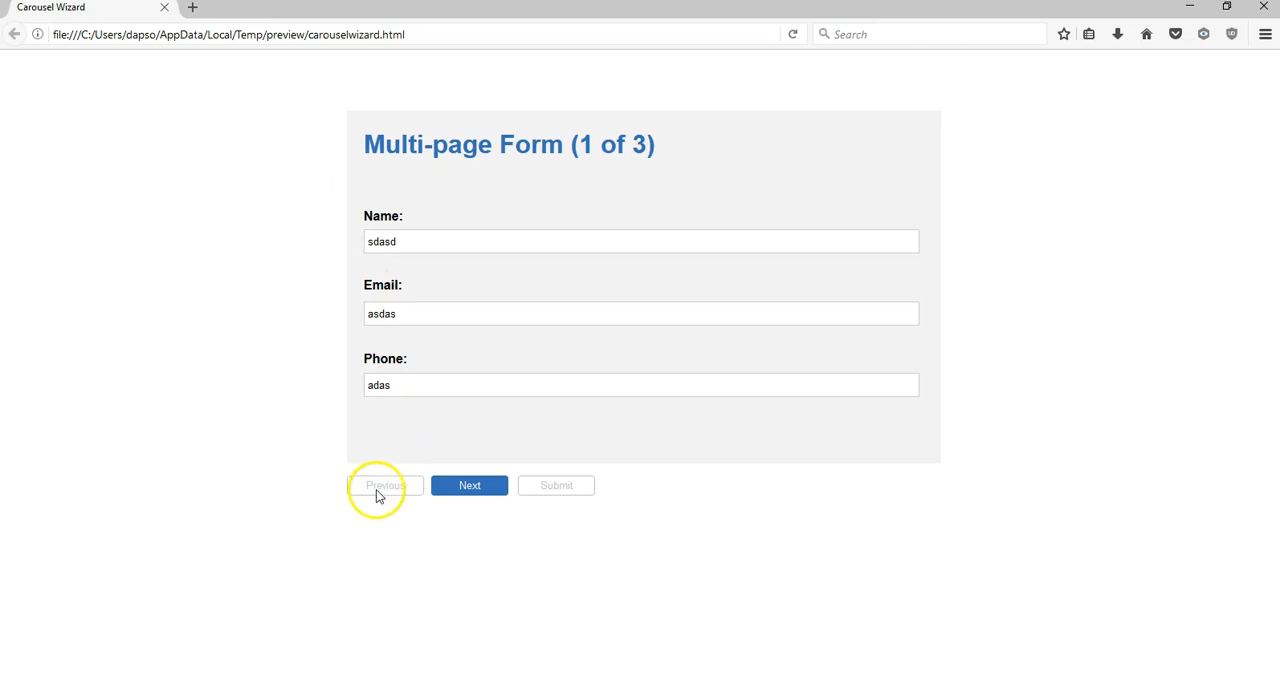 Carousel Wizard
file:///C:/Users/dapso/AppData/Local/Temp/preview/carouselwizard.html
Search
Multi-page Form (1 of 3)
Name:
sdasd
Email:
asdas
Phone:
adas
Previous
Next
Submit